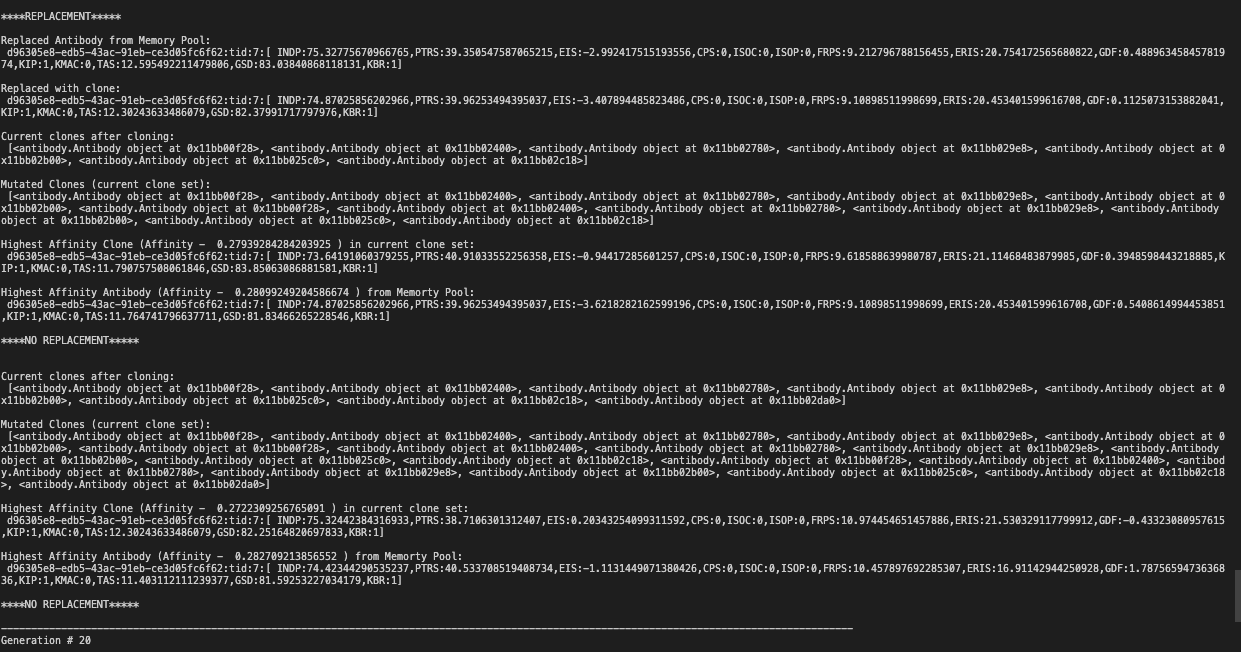 ****REPLACEMENT*****
Replaced Antibody from Memory Pool:
d96305e8-edb5-43ac-91eb-ce3d05fc6f62:tid:7:[ INDP:75.32775670966765,PTRS:39.350547587065215,EIS:-2.992417515193556,CPS:0,ISOC:0,ISOP:0,FRPS:9.212796788156455,ERIS:20.754172565680822,GDF:0.488963458457819
74,KIP:1,KMAC:0,TAS:12.595492211479806,GSD:83.03840868118131,KBR:1]
Replaced with clone:
d96305e8-edb5-43ac-91eb-ce3d05fc6f62:tid:7:[ INDP:74.87025856202966,PTRS:39.96253494395037,EIS:-3.407894485823486,CPS:0,ISOC:0,ISOP:0,FRPS:9.10898511998699,ERIS:20.453401599616708,GDF:0.1125073153882041,
KIP:1,KMAC:0,TAS:12.30243633486079,GSD:82.37991717797976,KBR:1]
Current clones after cloning:
[<antibody.Antibody object at 0x11bb00f28>, <antibody.Antibody object at 0x11bb02400>, <antibody.Antibody object at 0x11bb02780>, <antibody.Antibody object at 0x11bb029e8>, <antibody.Antibody object at 0
x11bb02b00>, <antibody.Antibody object at 0x11bb025c0>, <antibody.Antibody object at 0x11bb02c18>]
Mutated Clones (current clone set):
[<antibody.Antibody object at 0x11bb00f28>, <antibody.Antibody object at 0x11bb02400>, <antibody.Antibody object at 0x11bb02780>, <antibody.Antibody object at 0x11bb029e8>, <antibody.Antibody object at 0
x11bb02b00>, <antibody.Antibody object at 0x11bb00f28>, <antibody.Antibody object at 0x11bb02400>, <antibody.Antibody object at 0x11bb02780>, <antibody.Antibody object at 0x11bb029e8>, <antibody.Antibody
object at 0x11bb02b00>, <antibody.Antibody object at 0x11bb025c0>, <antibody.Antibody object at 0x11bb02c18>]
Highest Affinity Clone (Affinity -  0.27939284284203925 ) in current clone set:
d96305e8-edb5-43ac-91eb-ce3d05fc6f62:tid:7:[ INDP:73.64191060379255,PTRS:40.91033552256358,EIS:-0.94417285601257,CPS:0,ISOC:0,ISOP:0,FRPS:9.618588639980787,ERIS:21.11468483879985,GDF:0.3948598443218885,K
IP:1,KMAC:0,TAS:11.790757508061846,GSD:83.85063086881581,KBR:1]
Highest Affinity Antibody (Affinity -  0.28099249204586674 ) from Memorty Pool:
d96305e8-edb5-43ac-91eb-ce3d05fc6f62:tid:7:[ INDP:74.87025856202966,PTRS:39.96253494395037,EIS:-3.6218282162599196,CPS:0,ISOC:0,ISOP:0,FRPS:9.10898511998699,ERIS:20.453401599616708,GDF:0.5408614994453851
,KIP:1,KMAC:0,TAS:11.764741796637711,GSD:81.83466265228546,KBR:1]
****NO REPLACEMENT*****
Current clones after cloning:
[<antibody.Antibody object at 0x11bb00f28>, <antibody.Antibody object at 0x11bb02400>, <antibody.Antibody object at 0x11bb02780>, <antibody.Antibody object at 0x11bb029e8>, <antibody.Antibody object at 0
x11bb02b00>, <antibody.Antibody object at 0x11bb025c0>, <antibody.Antibody object at 0x11bb02c18>, <antibody.Antibody object at 0x11bb02da0>]
Mutated Clones (current clone set):
[<antibody.Antibody object at 0x11bb00f28>, <antibody.Antibody object at 0x11bb02400>, <antibody.Antibody object at 0x11bb02780>, <antibody.Antibody object at 0x11bb029e8>, <antibody.Antibody object at 0
x11bb02b00>, <antibody.Antibody object at 0x11bb00f28>, <antibody.Antibody object at 0x11bb02400>, <antibody.Antibody object at 0x11bb02780>, <antibody.Antibody object at 0x11bb029e8>, <antibody.Antibody
object at 0x11bb02b00>, <antibody.Antibody object at 0x11bb025c0>, <antibody.Antibody object at 0x11bb02c18>, <antibody.Antibody object at 0x11bb00f28>, <antibody.Antibody object at 0x11bb02400>, <antibod
y.Antibody object at 0x11bb02780>, <antibody.Antibody object at 0x11bb029e8>, <antibody.Antibody object at 0x11bb02b00>, <antibody.Antibody object at 0x11bb025c0>, <antibody.Antibody object at 0x11bb02c18
>, <antibody.Antibody object at 0x11bb02da0>]
Highest Affinity Clone (Affinity -  0.2722309256765091 ) in current clone set:
d96305e8-edb5-43ac-91eb-ce3d05fc6f62:tid:7:[ INDP:75.32442384316933,PTRS:38.7106301312407,EIS:0.20343254099311592,CPS:0,ISOC:0,ISOP:0,FRPS:10.974454651457886,ERIS:21.530329117799912,GDF:-0.43323080957615
,KIP:1,KMAC:0,TAS:12.30243633486079,GSD:82.25164820697833,KBR:1]
Highest Affinity Antibody (Affinity -  0.282709213856552 ) from Memorty Pool:
d96305e8-edb5-43ac-91eb-ce3d05fc6f62:tid:7:[ INDP:74.42344290535237,PTRS:40.533708519408734,EIS:-1.1131449071380426,CPS:0,ISOC:0,ISOP:0,FRPS:10.457897692285307,ERIS:16.91142944250928,GDF:1.78756594736368
36,KIP:1,KMAC:0,TAS:11.403112111239377,GSD:81.59253227034179,KBR:1]
****NO REPLACEMENT*****
Generation # 20